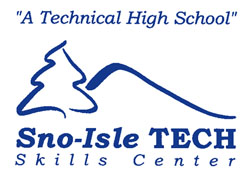 "A Technical High School"
Sno-Isle TECH
Skills Center